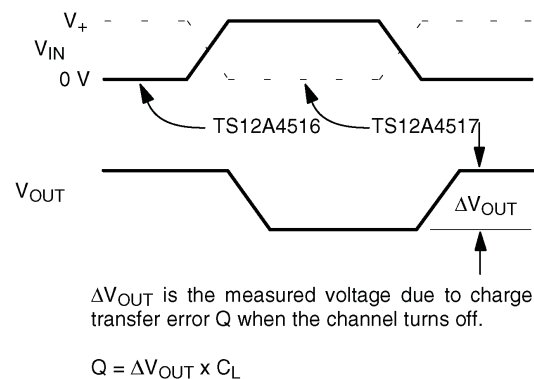 V+
VIN
0 V
TS12A4516 TS12A4517
VOUT
ΔVOUT
ΔVOUT is the measured voltage due to charge
transfer error Q when the channel turns off.
Q = ΔVOUT x CL